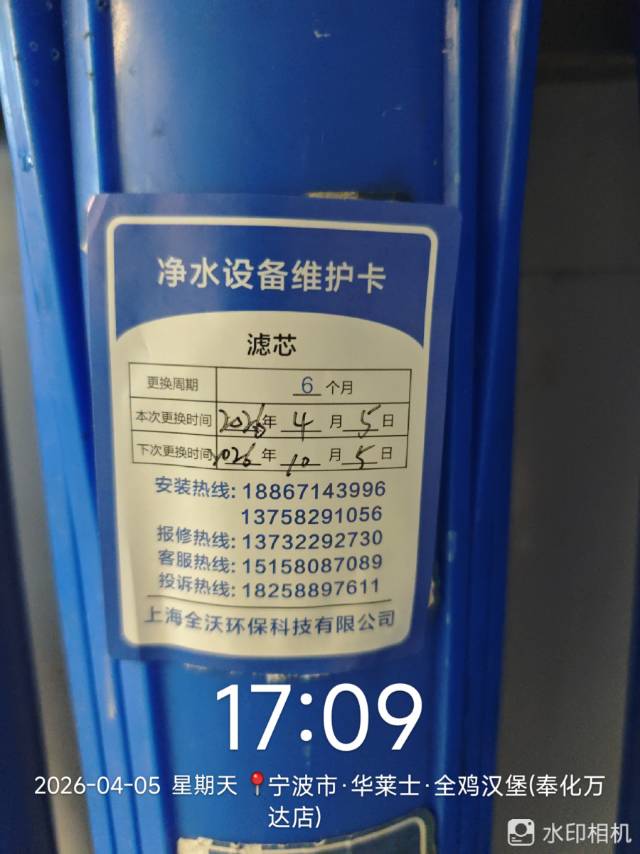 净水设备维护卡
滤芯
更换周期 6 个月
本次更换时间 2026年 4 月 5 日
下次更换时间 2026 年 10 月 5 日
安装热线: 18867143996
13758291056
报修热线: 13732292730
客服热线: 15158087089
投诉热线: 18258897611
上海全沃环保科技有限公司
17:09
2026-04-05 星期天 📍宁波市·华莱士·全鸡汉堡(奉化万
达店)
水印相机